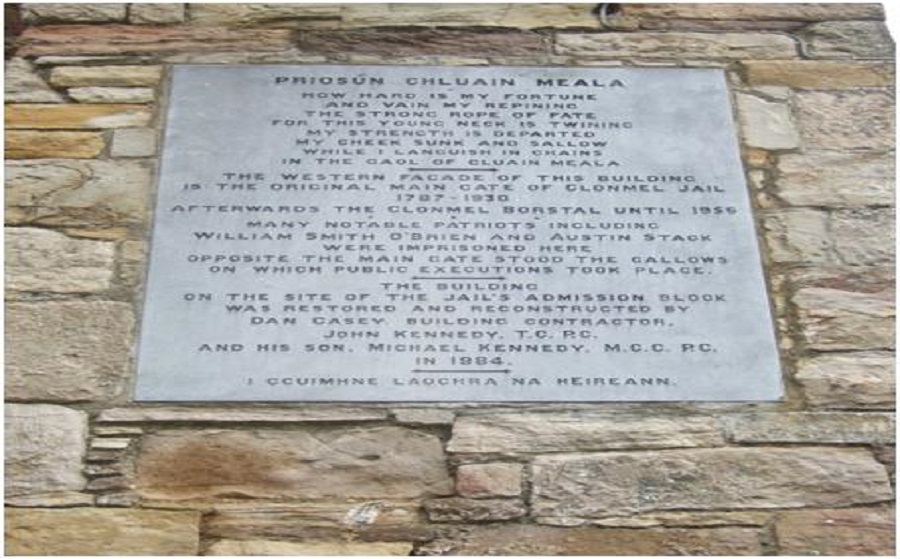 PRIOSÚN CHLUAIN MEALA
HOW HARD IS MY FORTUNE
AND VAIN MY REPINING
THE STRONG ROPE OF FATE
FOR THIS YOUNG NECK IS TWINING
MY STRENGTH IS DEPARTED
MY CHEEK SUNK AND SALLOW
WHILE I LANGUISH IN CHAINS
IN THE GAOL OF CLUAIN MEALA
THE WESTERN FACADE OF THIS BUILDING
IS THE ORIGINAL MAIN GATE OF CLONMEL JAIL
1787-1930
AFTERWARDS THE CLONMEL BORSTAL UNTIL 1956
MANY NOTABLE PATRIOTS INCLUDING
WILLIAM SMITH O'BRIEN AND AUSTIN STACK
WERE IMPRISONED HERE
OPPOSITE THE MAIN GATE STOOD THE GALLOWS
ON WHICH PUBLIC EXECUTIONS TOOK PLACE.
THE BUILDING
ON THE SITE OF THE JAIL'S ADMISSION BLOCK
WAS RESTORED AND RECONSTRUCTED BY
DAN CASEY, BUILDING CONTRACTOR,
JOHN KENNEDY, T.C. P.C.
AND HIS SON, MICHAEL KENNEDY, M.C.C. P.C.
IN 1984.
I GCUIMHNE LAOCHRA NA HÉIREANN.